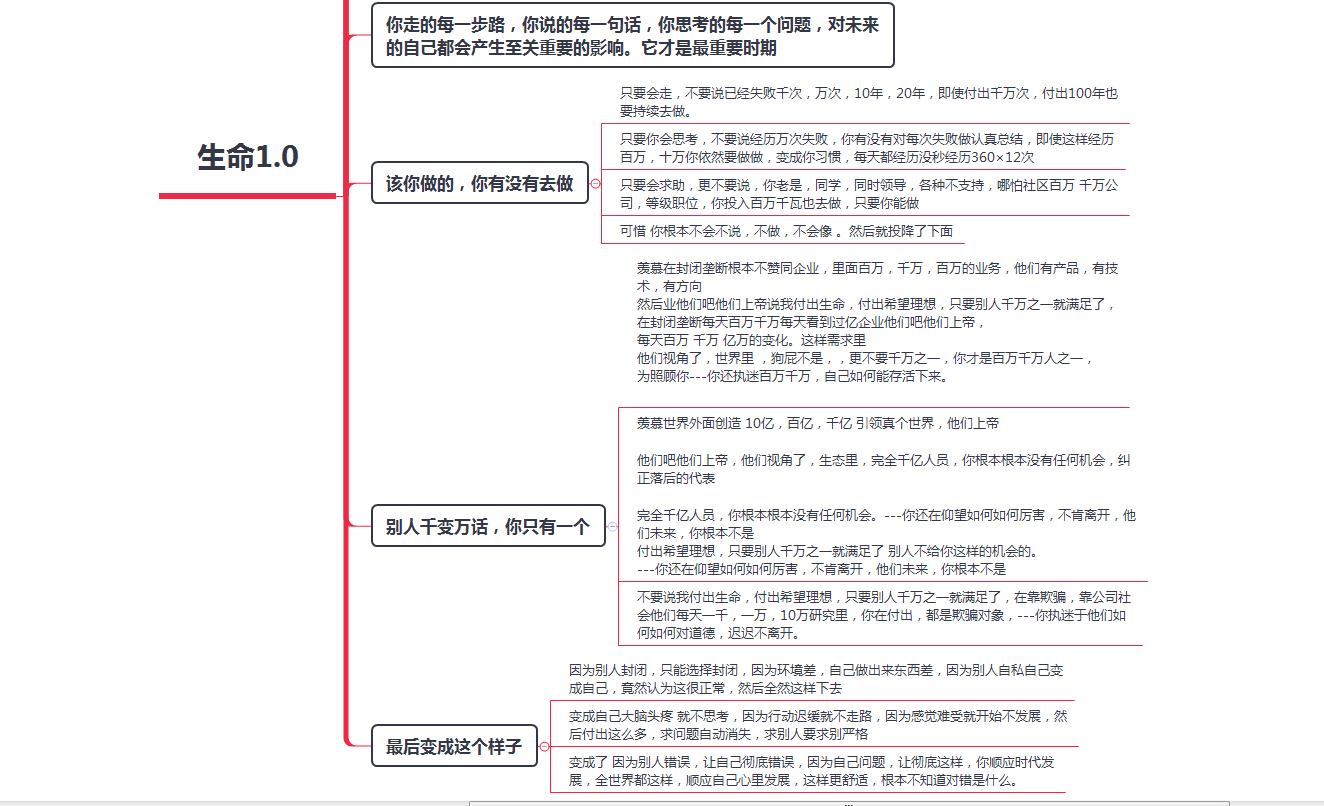 你走的每一步路，你说的每一句话，你思考的每一个问题，对未来
的自己都会产生至关重要的影响。它才是最重要时期
生命1.0
该你做的，你有没有去做
只要会走，不要说已经失败千次，万次，10年，20年，即使付出千万次，付出100年也
要持续去做。
只要你会思考，不要说经历万次失败，你有没有对每次失败做认真总结，即使这样经历
百万，十万你依然要做做，变成你习惯，每天都经历没秒经历360×12次
只要会求助，更不要说，你老是，同学，同时领导，各种不支持，哪怕社区百万 千万公
司，等级职位，你投入百万千瓦也去做，只要你能做
可惜 你根本不会不说，不做，不会像 。然后就投降了下面
别人千变万话，你只有一个
羡慕在封闭垄断根本不赞同企业，里面百万，千万，百万的业务，他们有产品，有技
术，有方向
然后业他们吧他们上帝说我付出生命，付出希望理想，只要别人千万之一就满足了，
在封闭垄断每天百万千万每天看到过亿企业他们吧他们上帝，
每天百万 千万 亿万的变化。这样需求里
他们视角了，世界里 ，狗屁不是，，更不要千万之一，你才是百万千万人之一，
为照顾你---你还执迷百万千万，自己如何能存活下来。
羡慕世界外面创造 10亿，百亿，千亿 引领真个世界，他们上帝
他们吧他们上帝，他们视角了，生态里，完全千亿人员，你根本根本没有任何机会，纠
正落后的代表
完全千亿人员，你根本根本没有任何机会。---你还在仰望如何如何厉害，不肯离开，他
们未来，你根本不是
付出希望理想，只要别人千万之一就满足了 别人不给你这样的机会的。
---你还在仰望如何如何厉害，不肯离开，他们未来，你根本不是
不要说我付出生命，付出希望理想，只要别人千万之一就满足了，在靠欺骗，靠公司社
会他们每天一千，一万，10万研究里，你在付出，都是欺骗对象，---你执迷于他们如
何如何对道德，迟迟不离开。
最后变成这个样子
因为别人封闭，只能选择封闭，因为环境差，自己做出来东西差，因为别人自私自己变
成自己，竟然认为这很正常，然后全然这样下去
变成自己大脑头疼 就不思考，因为行动迟缓就不走路，因为感觉难受就开始不发展，然
后付出这么多，求问题自动消失，求别人要求别严格
变成了 因为别人错误，让自己彻底错误，因为自己问题，让彻底这样，你顺应时代发
展，全世界都这样，顺应自己心里发展，这样更舒适，根本不知道对错是什么。